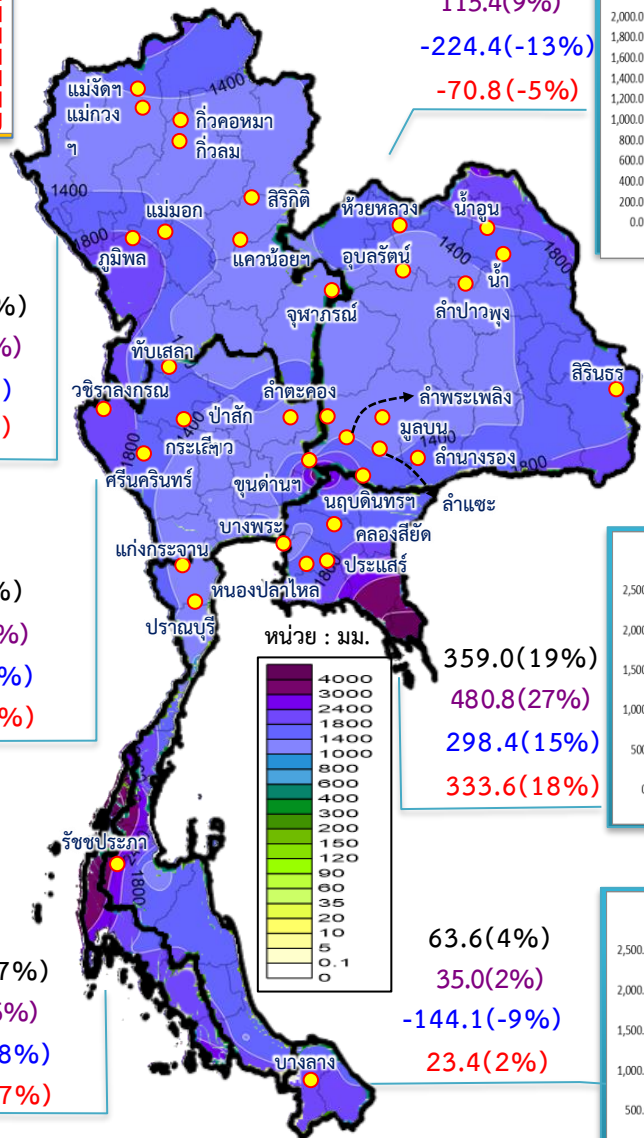 115.4(9%)
-224.4(-13%)
-70.8(-5%)
2,000.0
1,800.0
1,600.0
1,400.0
1,200.0
1,000.0
800.0
600.0
400.0
200.0
0.0
1400
แม่งัดฯ
แม่กวง
ฯ
กิ่วคอหมา
กิ่วลม
1400
สิริกิติ
แม่มอก
1800
ภูมิพล
แควน้อยฯ
ห้วยหลวง
น้ำอูน
1400
1800
อุบลรัตน์
น้ำ
พุง
ลำปาว
จุฬาภรณ์
%)
%)
)
)
ทับเสลา
วชิราลงกรณ
ป่าสัก
1400
ลำตะคอง
ลำพระเพลิง
สิรินธร
มูลบน
1400
กระเสียว
1800
ศรีนครินทร์
ลำนางรอง
1800
ขุนด่านฯ
นฤบดินทรฯ
ลำแซะ
บางพระ
คลองสียัด
แก่งกระจาน
ประแสร์
1800
หนองปลาไหล
ปราณบุรี
%)
%)
%)
%)
หน่วย : มม.
4000
3000
2400
1800
1400
1000
800
600
400
300
200
150
120
90
60
35
20
10
5
0.1
0
359.0(19%)
480.8(27%)
298.4(15%)
333.6(18%)
2,500.
2,000.
1,500.
1,000.
500.
0.
รัชชประภา
1800
7%)
%)
8%)
7%)
63.6(4%)
35.0(2%)
-144.1(-9%)
23.4(2%)
บางลาง
2,500.
2,000.
1,500.
1,000.
500.